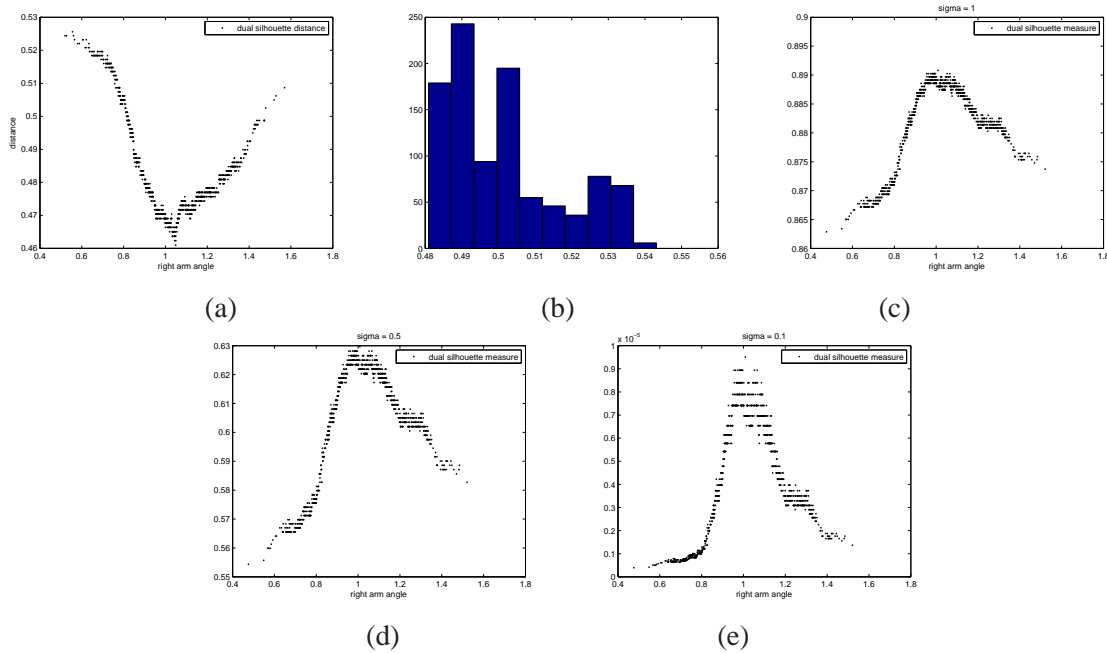 0.53
0.52
0.51
0.5
0.49
0.48
0.47
0.46
distance
dual silhouette distance
0.4 0.6 0.8 1 1.2 1.4 1.6 1.8
right arm angle
(a)
250
200
150
100
50
0
0.48 0.49 0.5 0.51 0.52 0.53 0.54 0.55 0.56
(b)
sigma = 1
0.9
0.895
0.89
0.885
0.88
0.875
0.87
0.865
0.86
dual silhouette measure
0.4 0.6 0.8 1 1.2 1.4 1.6 1.8
right arm angle
(c)
sigma = 0.5
0.63
0.62
0.61
0.6
0.59
0.58
0.57
0.56
0.55
dual silhouette measure
0.4 0.6 0.8 1 1.2 1.4 1.6 1.8
right arm angle
(d)
sigma = 0.1
x 10⁻⁵
1
0.9
0.8
0.7
0.6
0.5
0.4
0.3
0.2
0.1
0
dual silhouette measure
0.4 0.6 0.8 1 1.2 1.4 1.6 1.8
right arm angle
(e)